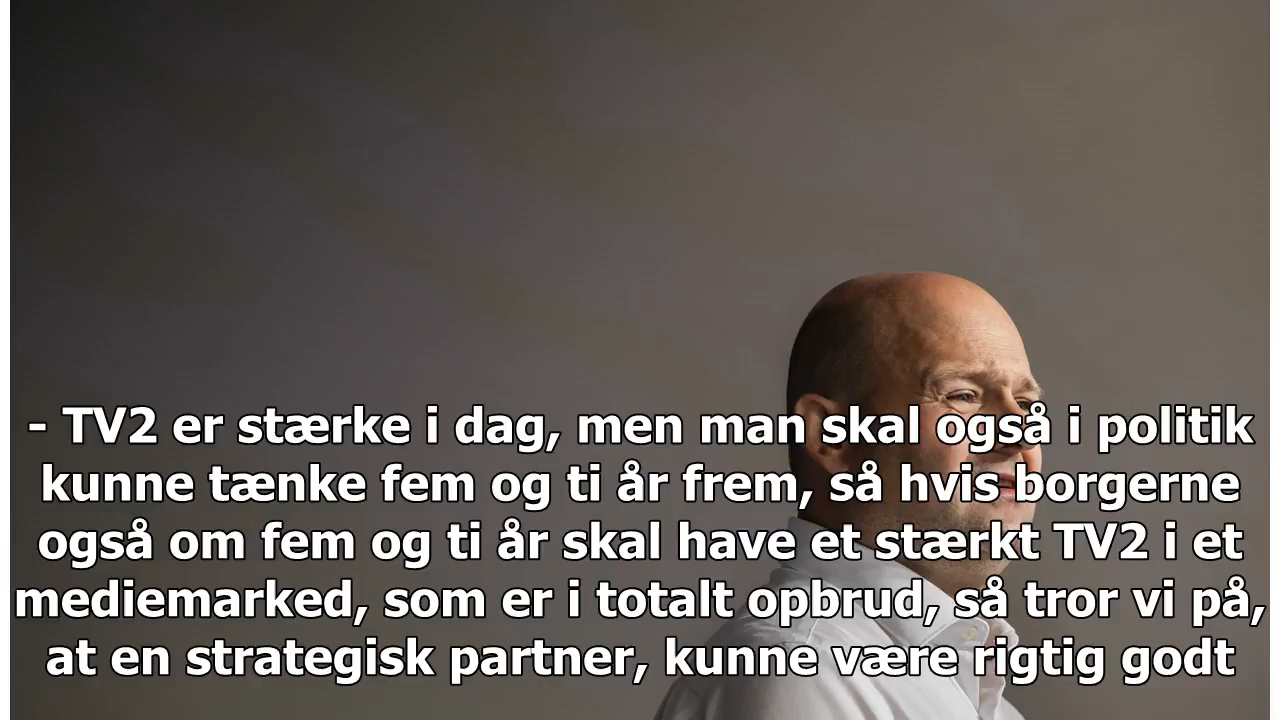 - TV2 er stærke i dag, men man skal også i politik
kunne tænke fem og ti år frem, så hvis borgerne
også om fem og ti år skal have et stærkt TV2 i et
mediemarked, som er i totalt opbrud, så tror vi på,
at en strategisk partner, kunne være rigtig godt